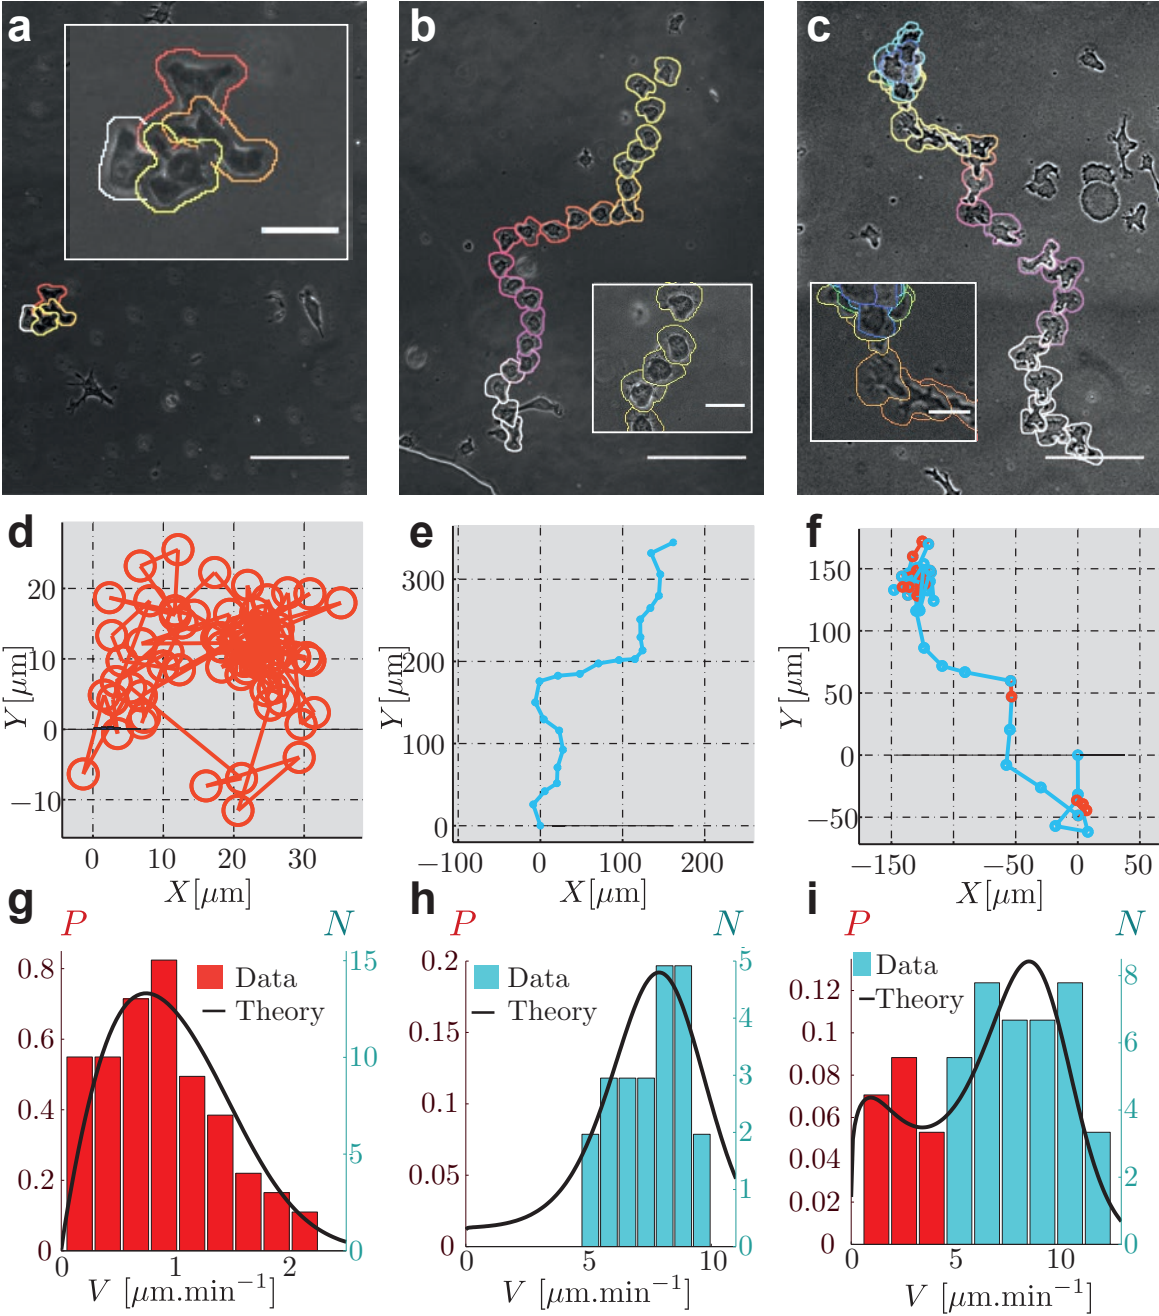 a
b
c
d
e
f
20
10
0
−10
0
10
20
30
Y [μm]
X [μm]
300
200
100
0
−100
0
100
200
Y [μm]
X [μm]
150
100
50
0
−50
−150
−50
0
50
Y [μm]
X [μm]
g
h
i
P
N
0.8
0.6
0.4
0.2
0
15
10
5
0
Data
Theory
0
1
2
V [μm.min−1]
P
N
0.2
0.15
0.1
0.05
0
5
4
3
2
1
0
Data
Theory
0
5
10
V [μm.min−1]
P
N
0.12
0.1
0.08
0.06
0.04
0.02
0
8
6
4
2
0
Data
Theory
0
5
10
V [μm.min−1]